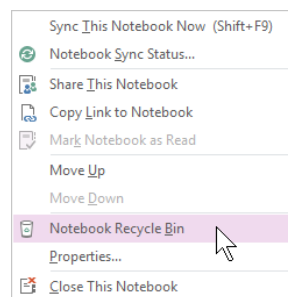 Sync This Notebook Now (Shift+F9)
Notebook Sync Status...
Share This Notebook
Copy Link to Notebook
Mark Notebook as Read
Move Up
Move Down
Notebook Recycle Bin
Properties...
Close This Notebook